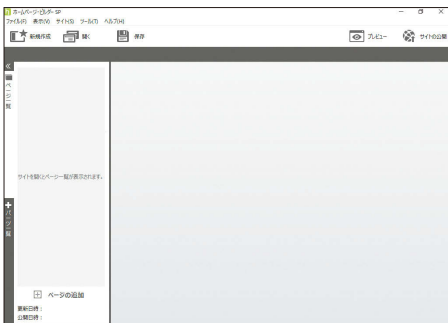 ホームページ・ビルダー SP
ファイル(F) 表示(V) サイト(S) ツール(T) ヘルプ(H)
新規作成 開く 保存 プレビュー サイトの公開
ページ一覧
サイトを開くとページ一覧が表示されます。
パーツ一覧
ページの追加
更新日時：
公開日時：